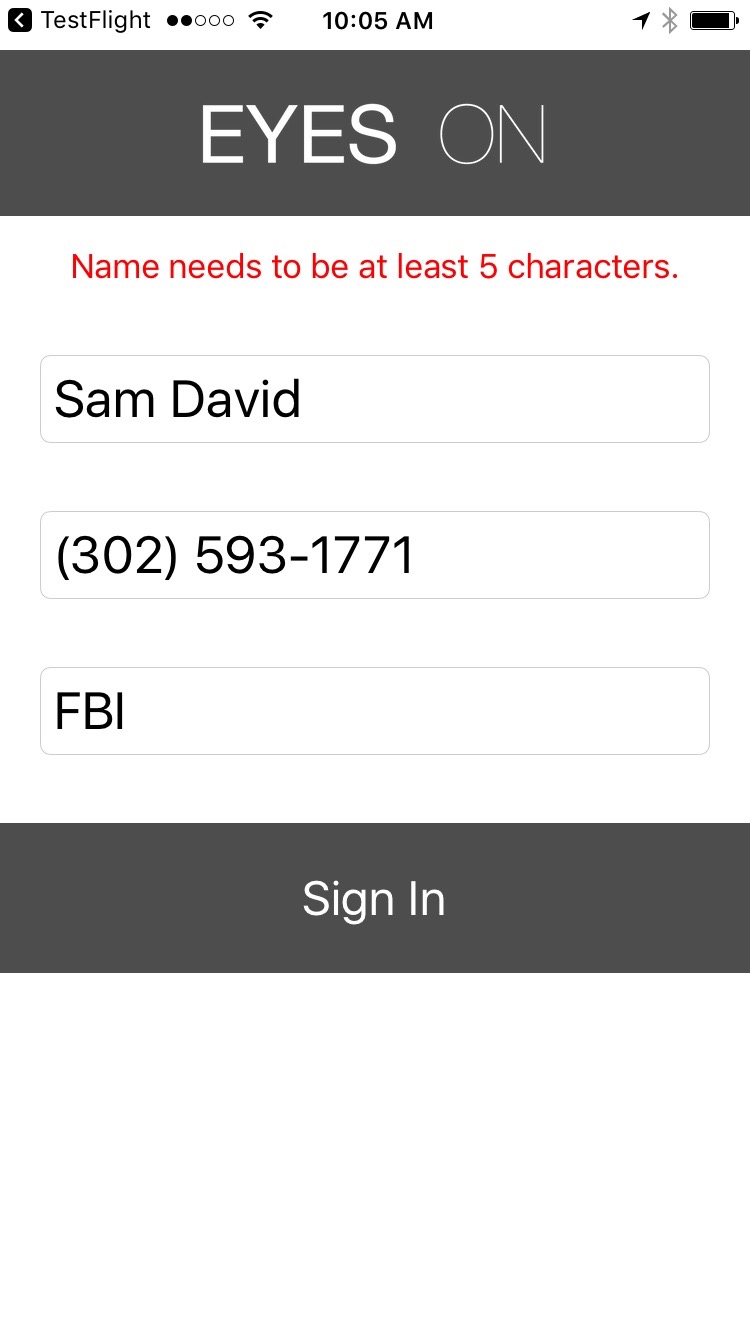 TestFlight 10:05 AM
EYES ON
Name needs to be at least 5 characters.
Sam David
(302) 593-1771
FBI
Sign In